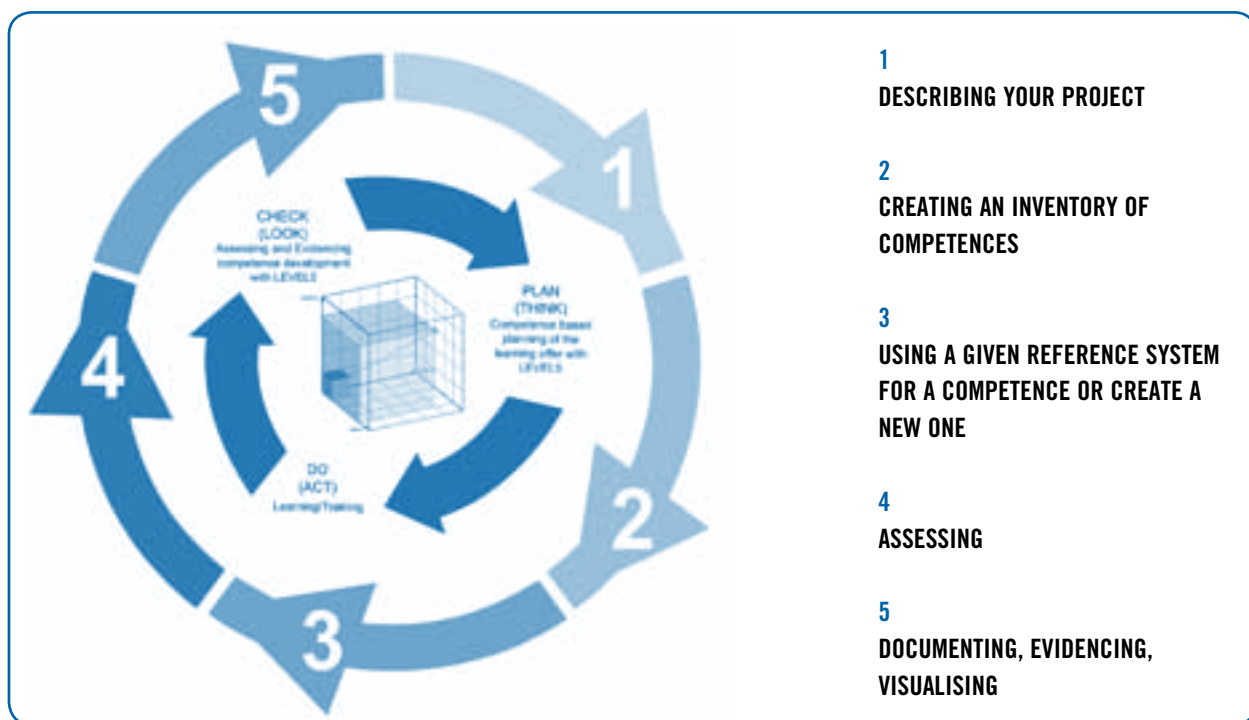 5
1
4
2
3
CHECK
(LOOK)
Assessing and Evidencing
competence development
with LEVEL5
PLAN
(THINK)
Competence based
planning of the
learning offer with
LEVEL5
DO
(ACT)
Learning/Training
1
DESCRIBING YOUR PROJECT
2
CREATING AN INVENTORY OF
COMPETENCES
3
USING A GIVEN REFERENCE SYSTEM
FOR A COMPETENCE OR CREATE A
NEW ONE
4
ASSESSING
5
DOCUMENTING, EVIDENCING,
VISUALISING